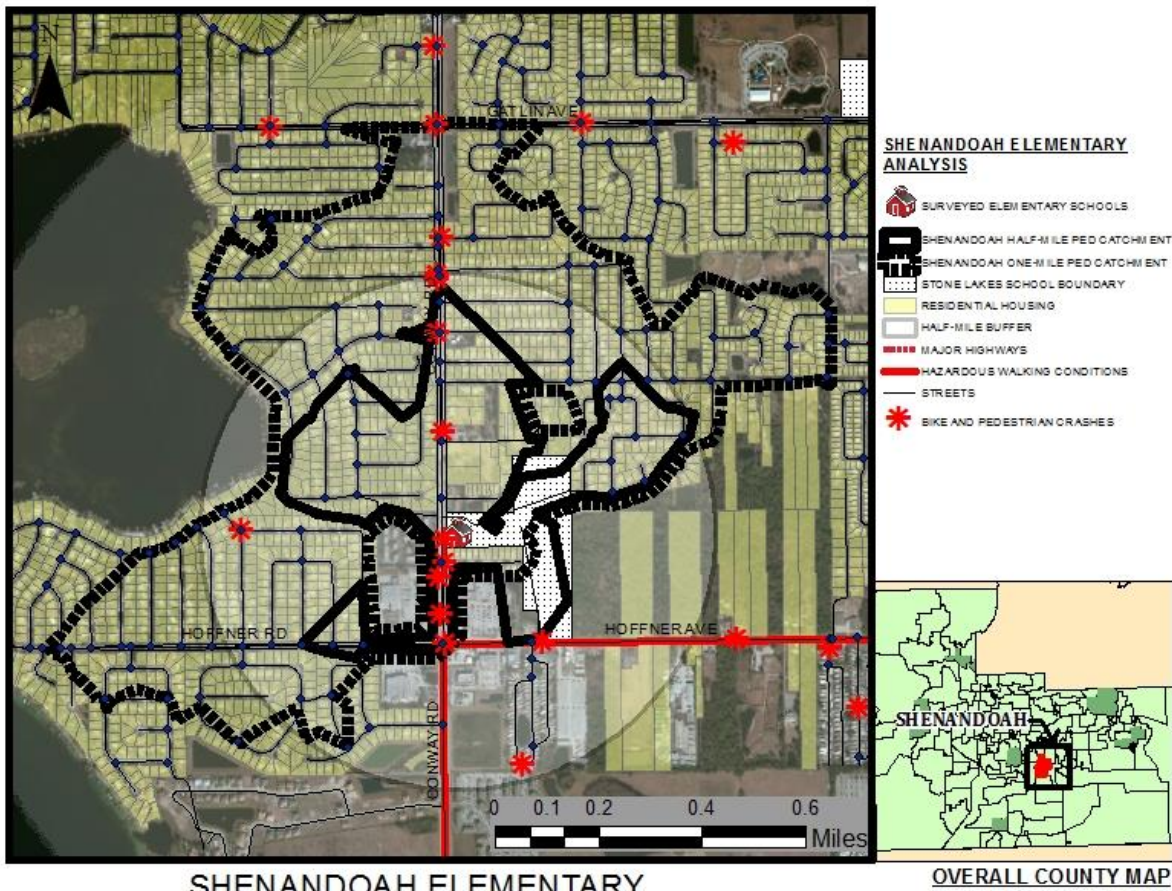 N
GATLIN AVE
HOFFNER RD
HOFFNER AVE
CONWAY RD
0 0.1 0.2 0.4 0.6
Miles
SHENANDOAH ELEMENTARY
SHENANDOAH ELEMENTARY
ANALYSIS
SURVEYED ELEMENTARY SCHOOLS
SHENANDOAH HALF-MILE PED CATCHMENT
SHENANDOAH ONE-MILE PED CATCHMENT
STONE LAKES SCHOOL BOUNDARY
RESIDENTIAL HOUSING
HALF-MILE BUFFER
MAJOR HIGHWAYS
HAZARDOUS WALKING CONDITIONS
STREETS
BIKE AND PEDESTRIAN CRASHES
SHENANDOAH
OVERALL COUNTY MAP